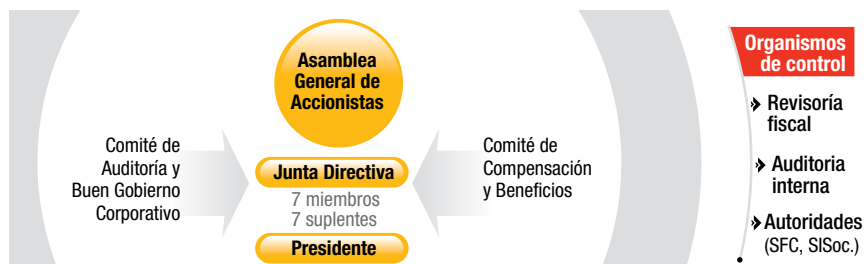 Asamblea
General de
Accionistas
Comité de
Auditoría y
Buen Gobierno
Corporativo
Junta Directiva
7 miembros
7 suplentes
Presidente
Comité de
Compensación
y Beneficios
Organismos
de control
Revisoría
fiscal
Auditoria
interna
Autoridades
(SFC, SISoc.)